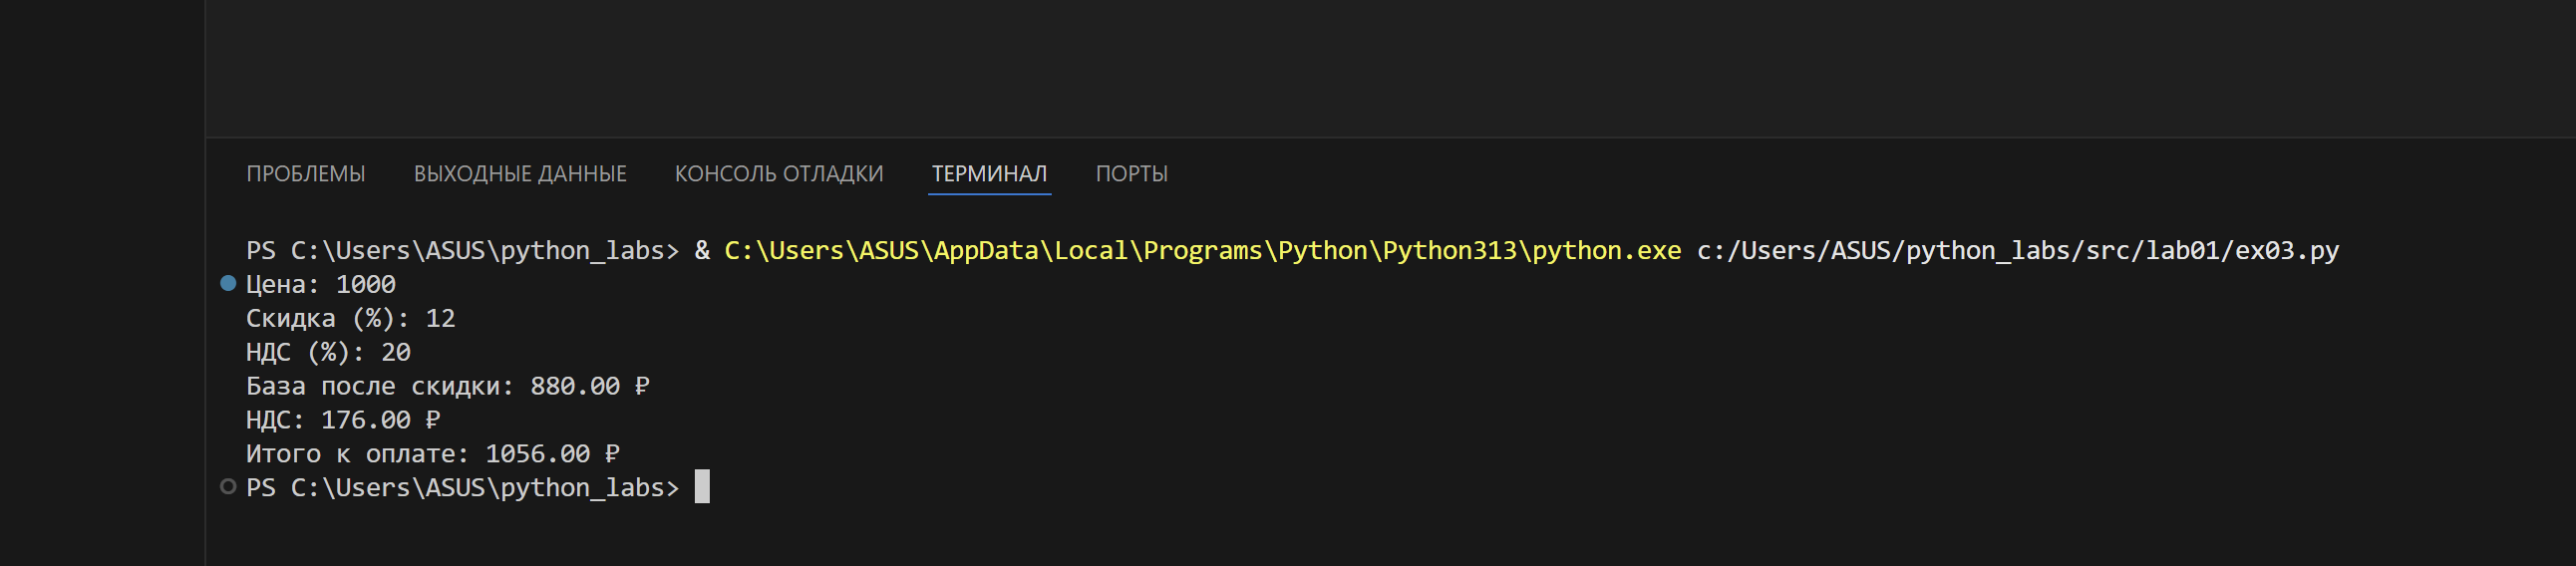 ПРОБЛЕМЫ ВЫХОДНЫЕ ДАННЫЕ КОНСОЛЬ ОТЛАДКИ ТЕРМИНАЛ ПОРТЫ
PS C:\Users\ASUS\python_labs> & C:\Users\ASUS\AppData\Local\Programs\Python\Python313\python.exe c:/Users/ASUS/python_labs/src/lab01/ex03.py
Цена: 1000
Скидка (%): 12
НДС (%): 20
База после скидки: 880.00 ₽
НДС: 176.00 ₽
Итого к оплате: 1056.00 ₽
PS C:\Users\ASUS\python_labs>